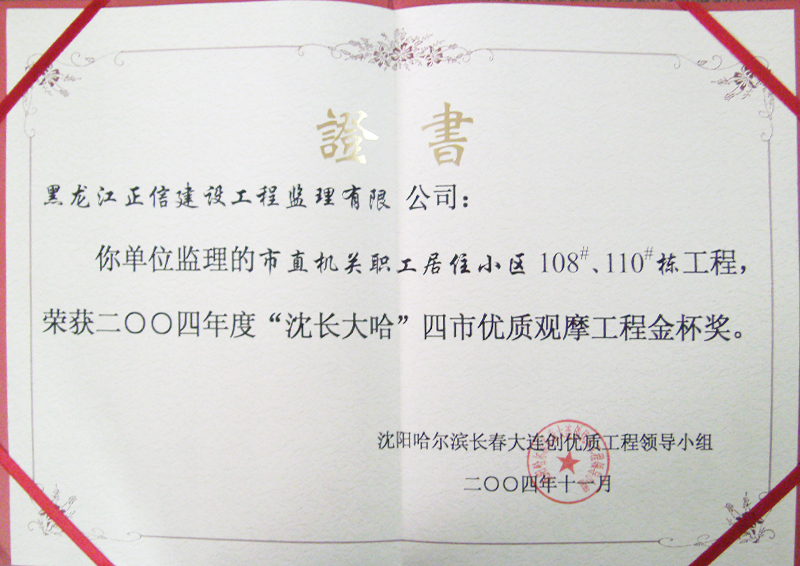 證書
黑龙江正信建设工程监理有限 公司：
你单位监理的市直机关职工居住小区 108#、110#栋工程，
荣获二〇〇四年度“沈长大哈”四市优质观摩工程金杯奖。
沈阳哈尔滨长春大连创优质工程领导小组
二〇〇四年十一月